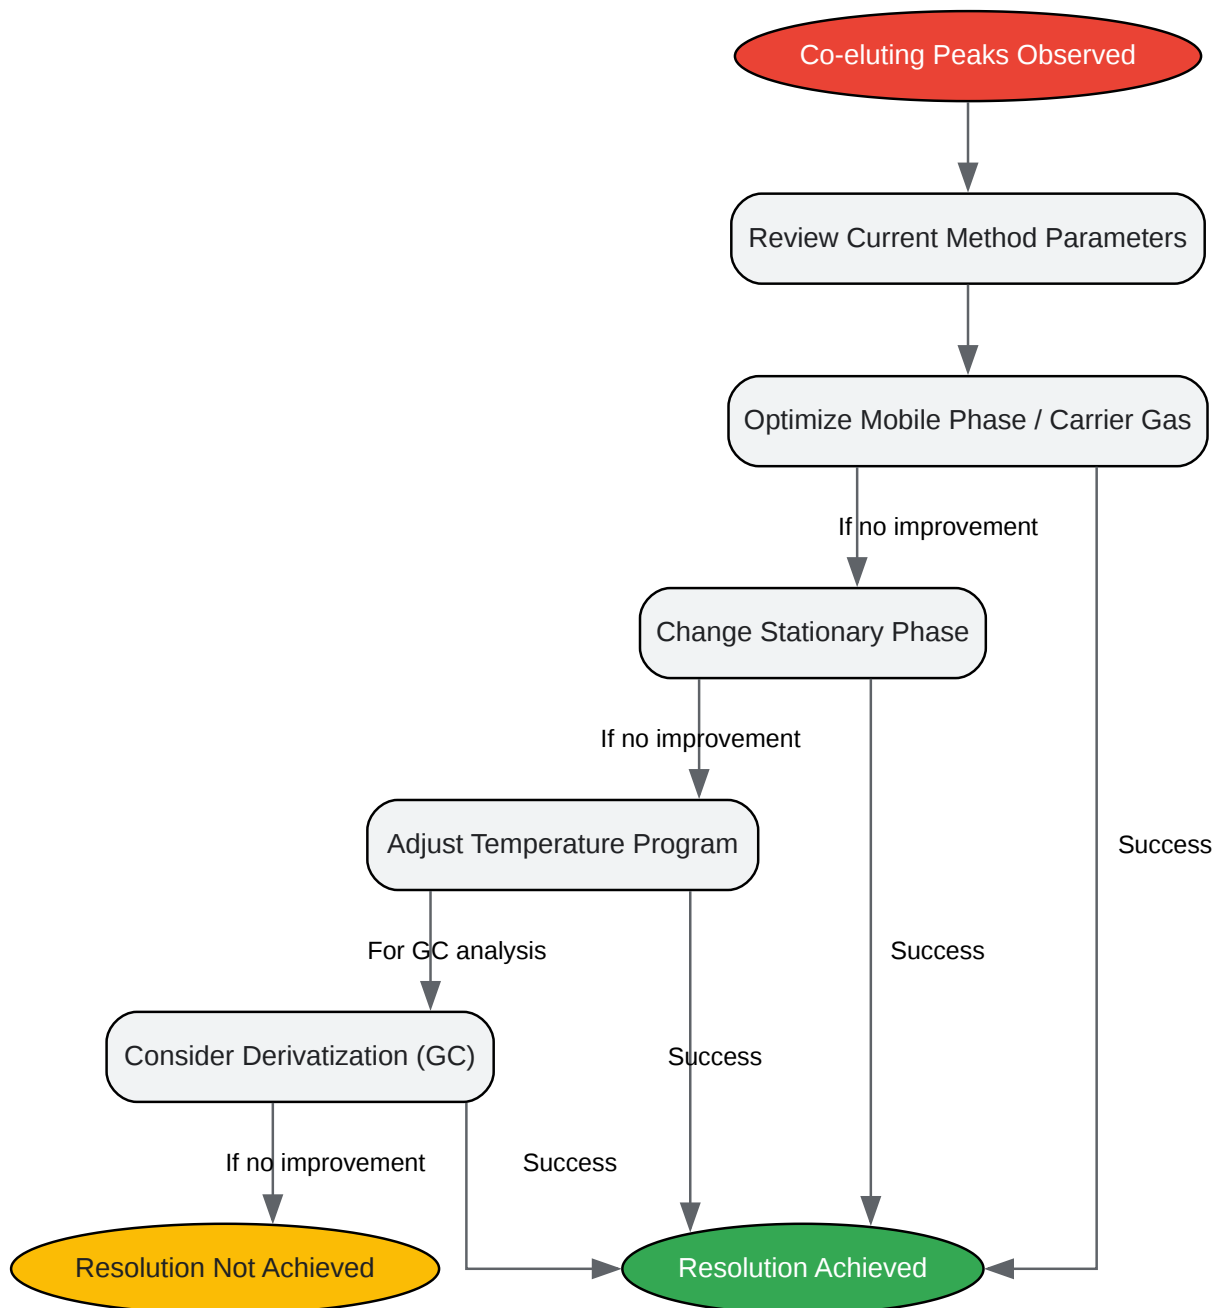 Co-eluting Peaks Observed
Review Current Method Parameters
Optimize Mobile Phase / Carrier Gas
If no improvement
Change Stationary Phase
If no improvement
Adjust Temperature Program
Success
For GC analysis
Success
Consider Derivatization (GC)
Success
If no improvement
Success
Resolution Not Achieved
Resolution Achieved